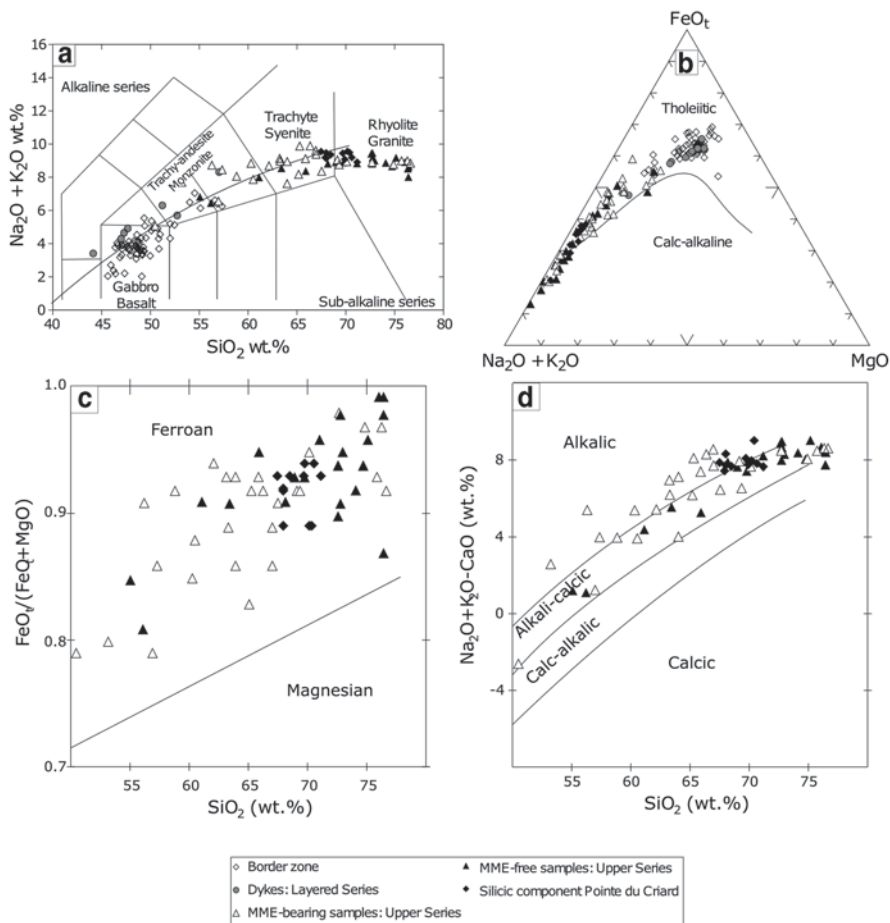 a
Na₂O + K₂O wt.%
16
14
12
10
8
6
4
2
0
Alkaline series
Trachy-andesite
Monzonite
Trachyte
Syenite
Rhyolite
Granite
Gabbro
Basalt
Sub-alkaline series
40 45 50 55 60 65 70 75 80
SiO₂ wt.%
FeOₜ
b
Tholeiitic
Calc-alkaline
Na₂O + K₂O
MgO
c
FeOₜ/(FeOₜ+MgO)
1.0
0.9
0.8
0.7
Ferroan
Magnesian
55 60 65 70 75
SiO₂ (wt.%)
d
Na₂O+K₂O-CaO (wt.%)
8
4
0
-4
Alkalic
Alkali-calcic
Calc-alkalic
Calcic
55 60 65 70 75
SiO₂ (wt.%)
Border zone
Dykes: Layered Series
MME-bearing samples: Upper Series
MME-free samples: Upper Series
Silicic component Pointe du Criard